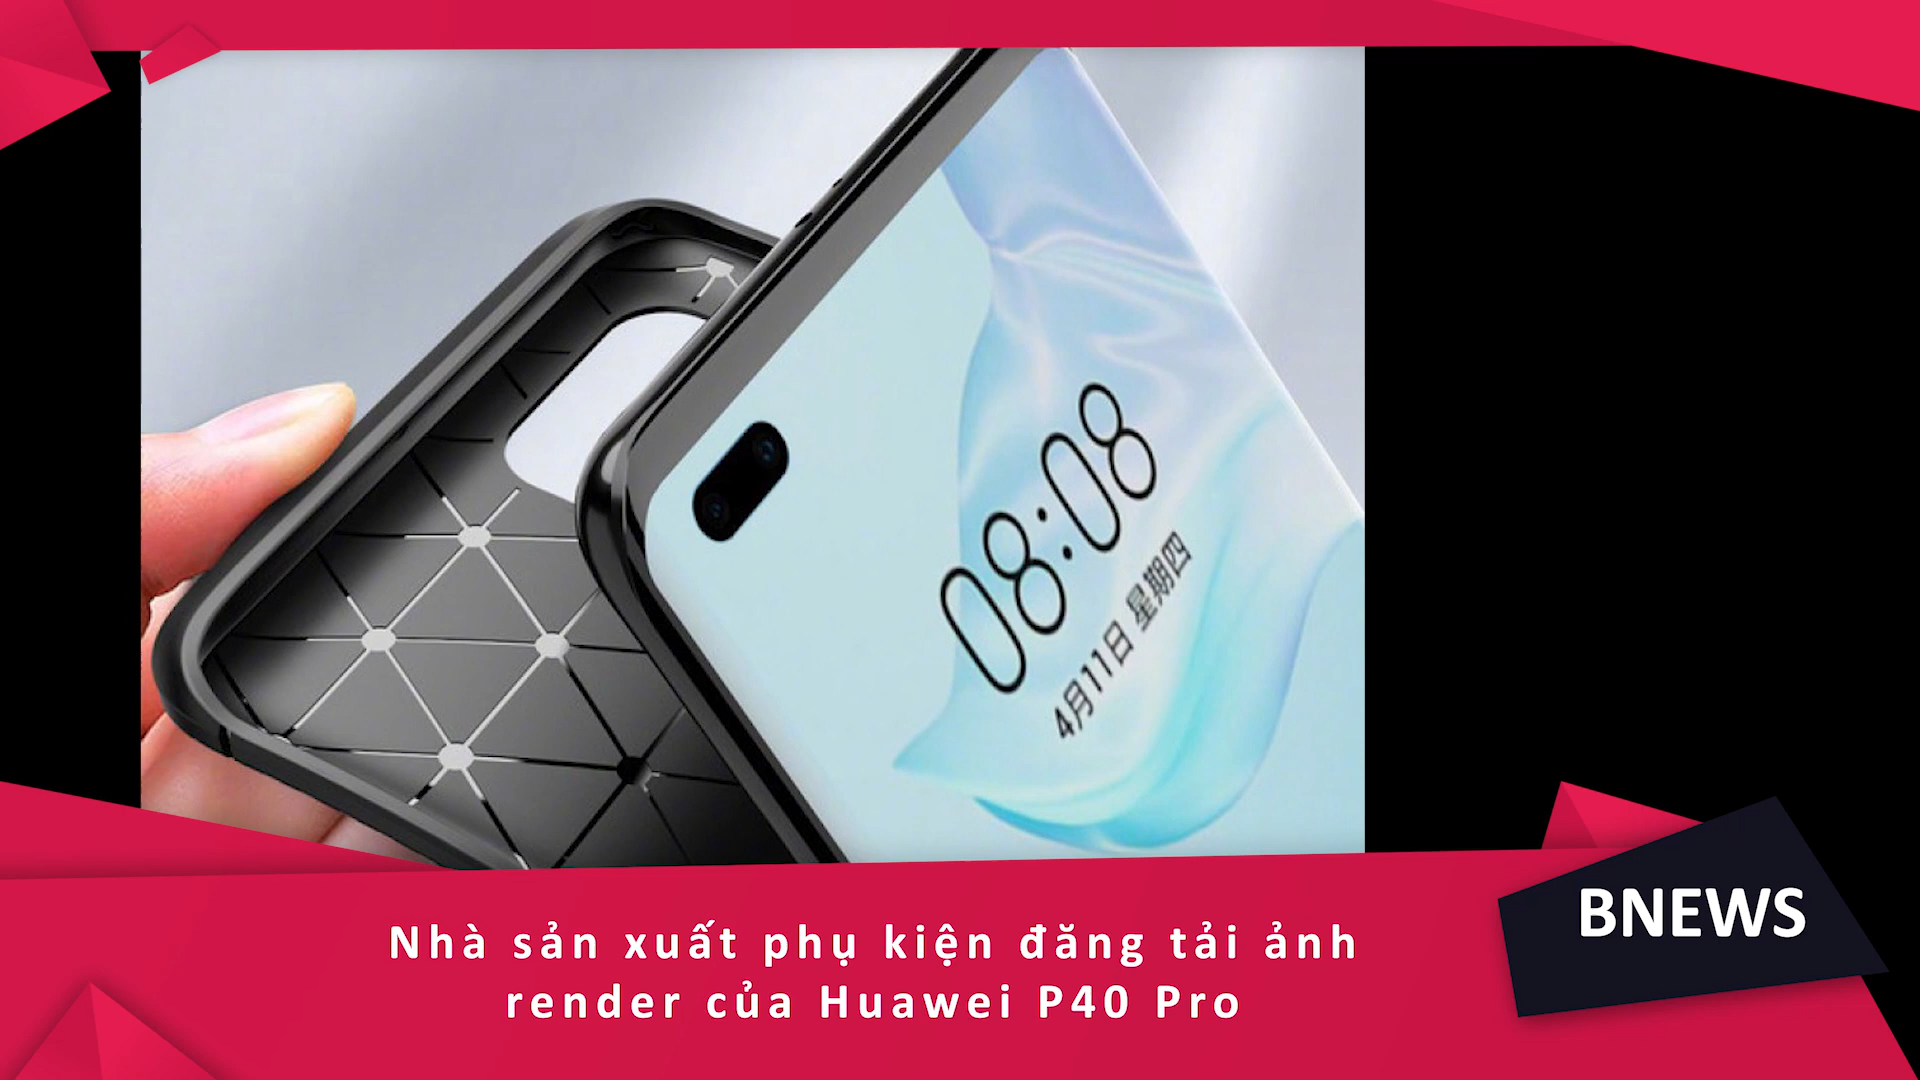 08:08
4月11日 星期四
BNEWS
Nhà sản xuất phụ kiện đăng tải ảnh
render của Huawei P40 Pro